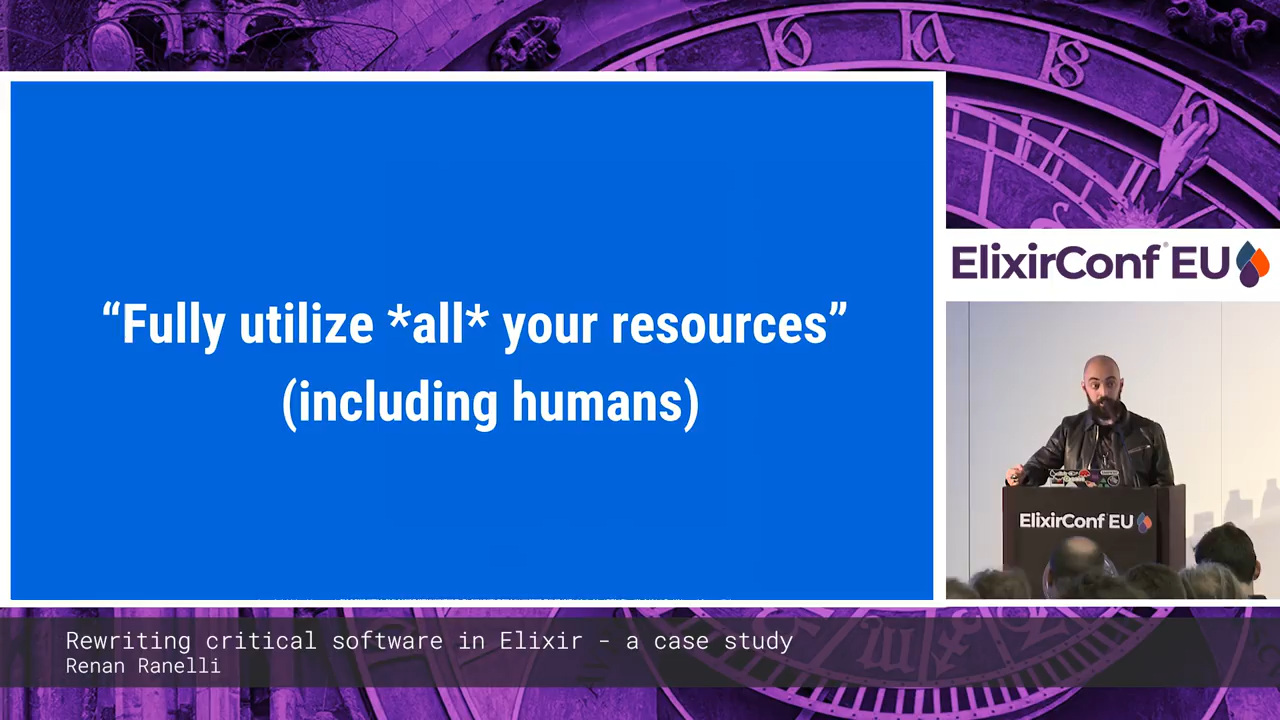 “Fully utilize *all* your resources”
(including humans)
ElixirConf® EU
ElixirConf EU
Rewriting critical software in Elixir - a case study
Renan Ranelli